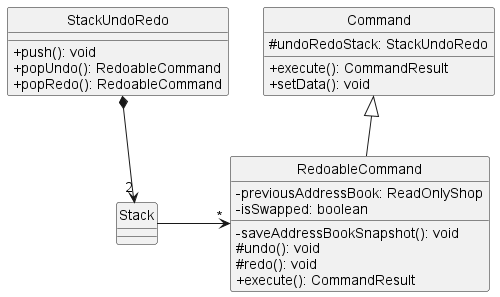 StackUndoRedo
+push(): void
+popUndo(): RedoableCommand
+popRedo(): RedoableCommand
Command
#undoRedoStack: StackUndoRedo
+execute(): CommandResult
+setData(): void
2
Stack
*
RedoableCommand
-previousAddressBook: ReadOnlyShop
-isSwapped: boolean
-saveAddressBookSnapshot(): void
#undo(): void
#redo(): void
+execute(): CommandResult